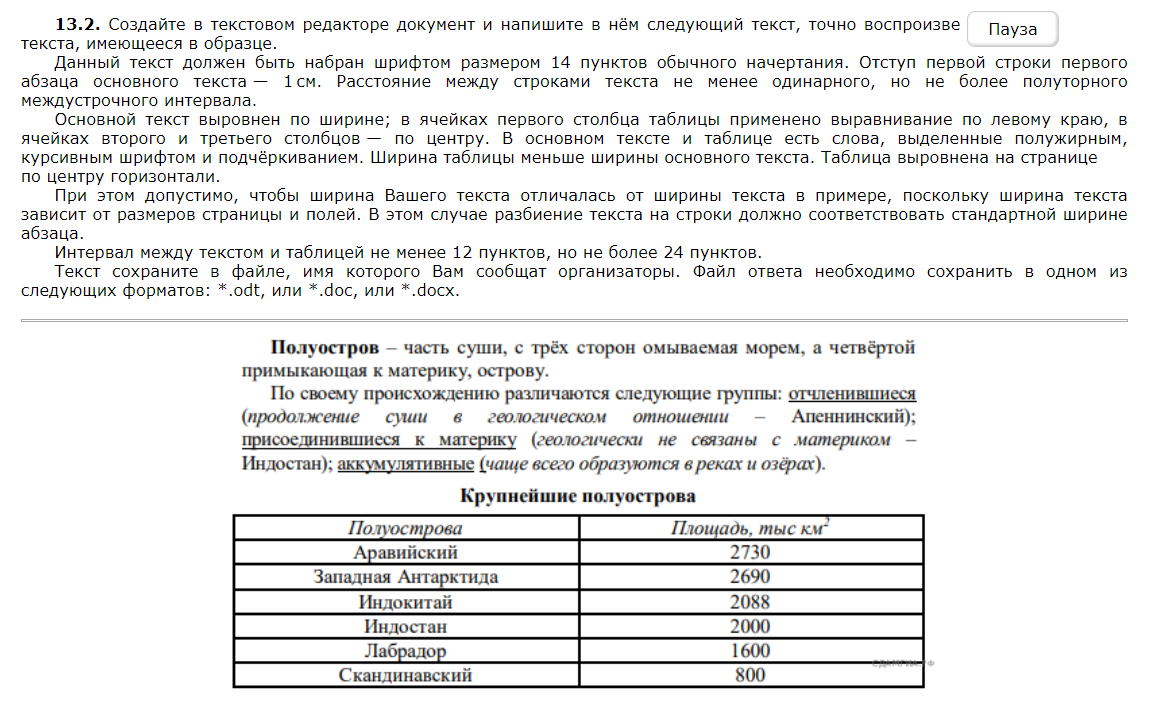 13.2. Создайте в текстовом редакторе документ и напишите в нём следующий текст, точно воспроизве
Пауза
текста, имеющееся в образце.
Данный текст должен быть набран шрифтом размером 14 пунктов обычного начертания. Отступ первой строки первого
абзаца основного текста — 1 см. Расстояние между строками текста не менее одинарного, но не более полуторного
междустрочного интервала.
Основной текст выровнен по ширине; в ячейках первого столбца таблицы применено выравнивание по левому краю, в
ячейках второго и третьего столбцов — по центру. В основном тексте и таблице есть слова, выделенные полужирным,
курсивным шрифтом и подчёркиванием. Ширина таблицы меньше ширины основного текста. Таблица выровнена на странице
по центру горизонтали.
При этом допустимо, чтобы ширина Вашего текста отличалась от ширины текста в примере, поскольку ширина текста
зависит от размеров страницы и полей. В этом случае разбиение текста на строки должно соответствовать стандартной ширине
абзаца.
Интервал между текстом и таблицей не менее 12 пунктов, но не более 24 пунктов.
Текст сохраните в файле, имя которого Вам сообщат организаторы. Файл ответа необходимо сохранить в одном из
следующих форматов: *.odt, или *.doc, или *.docx.
Полуостров – часть суши, с трёх сторон омываемая морем, а четвёртой
примыкающая к материку, острову.
По своему происхождению различаются следующие группы: отчленившиеся
(продолжение суши в геологическом отношении – Апеннинский);
присоединившиеся к материку (геологически не связаны с материком –
Индостан); аккумулятивные (чаще всего образуются в реках и озёрах).
Крупнейшие полуострова
Полуострова Площадь, тыс км²
Аравийский 2730
Западная Антарктида 2690
Индокитай 2088
Индостан 2000
Лабрадор 1600
СДАМГИА.РФ
Скандинавский 800